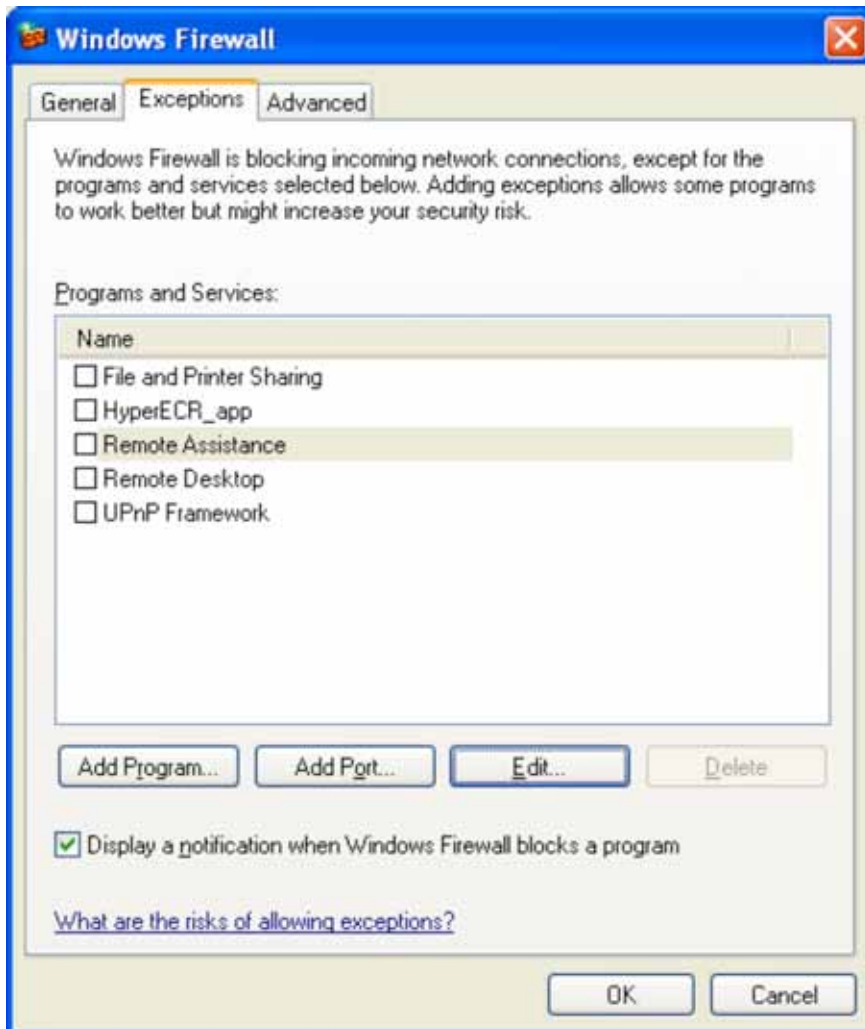 Windows Firewall
General Exceptions Advanced
Windows Firewall is blocking incoming network connections, except for the
programs and services selected below. Adding exceptions allows some programs
to work better but might increase your security risk.
Programs and Services:
Name
File and Printer Sharing
HyperECR_app
Remote Assistance
Remote Desktop
UPnP Framework
Add Program... Add Port... Edit... Delete
Display a notification when Windows Firewall blocks a program
What are the risks of allowing exceptions?
OK Cancel